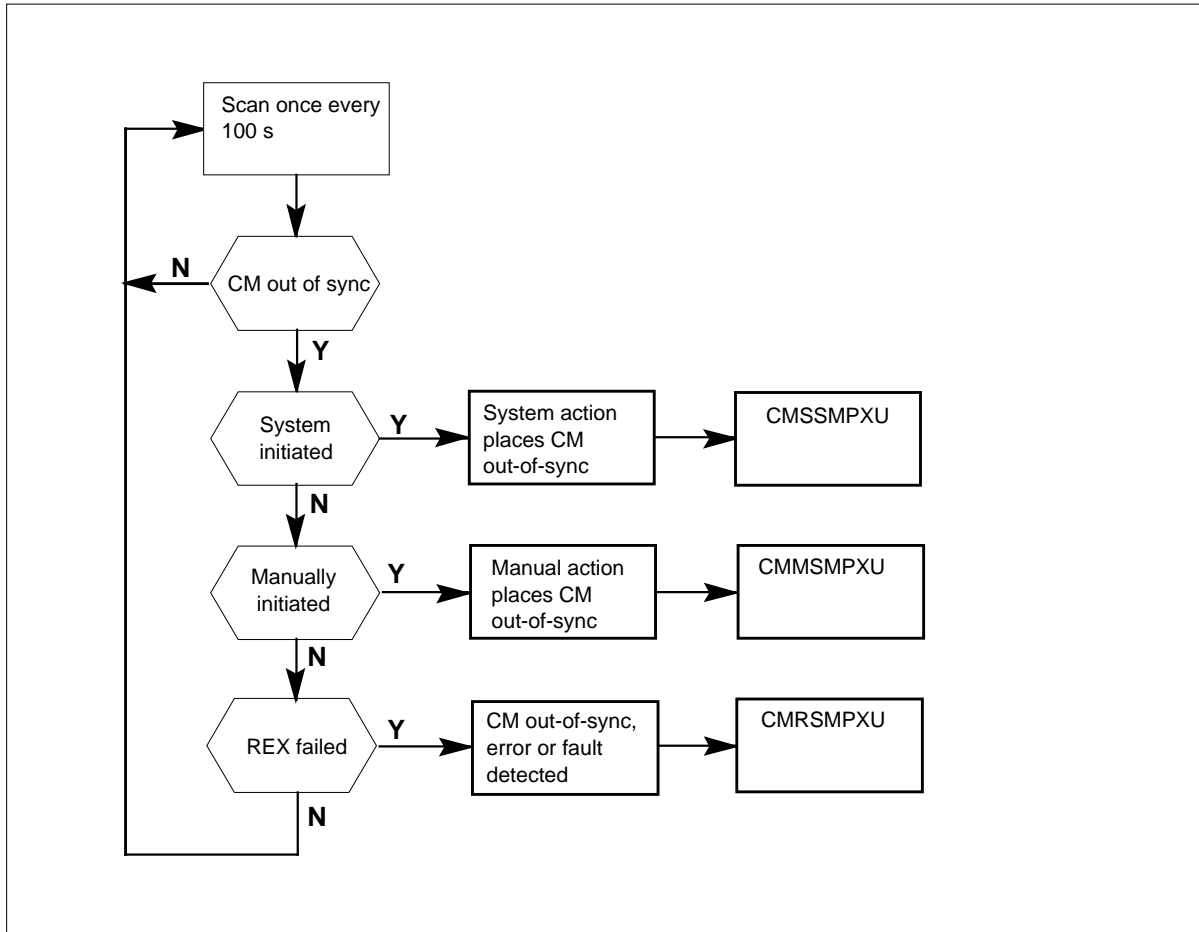 Scan once every
100 s
N
CM out of sync
Y
System
initiated
Y
System action
places CM
out-of-sync
CMSSMPXU
N
Manually
initiated
Y
Manual action
places CM
out-of-sync
CMMSMPXU
N
REX failed
Y
CM out-of-sync,
error or fault
detected
CMRSMPXU
N